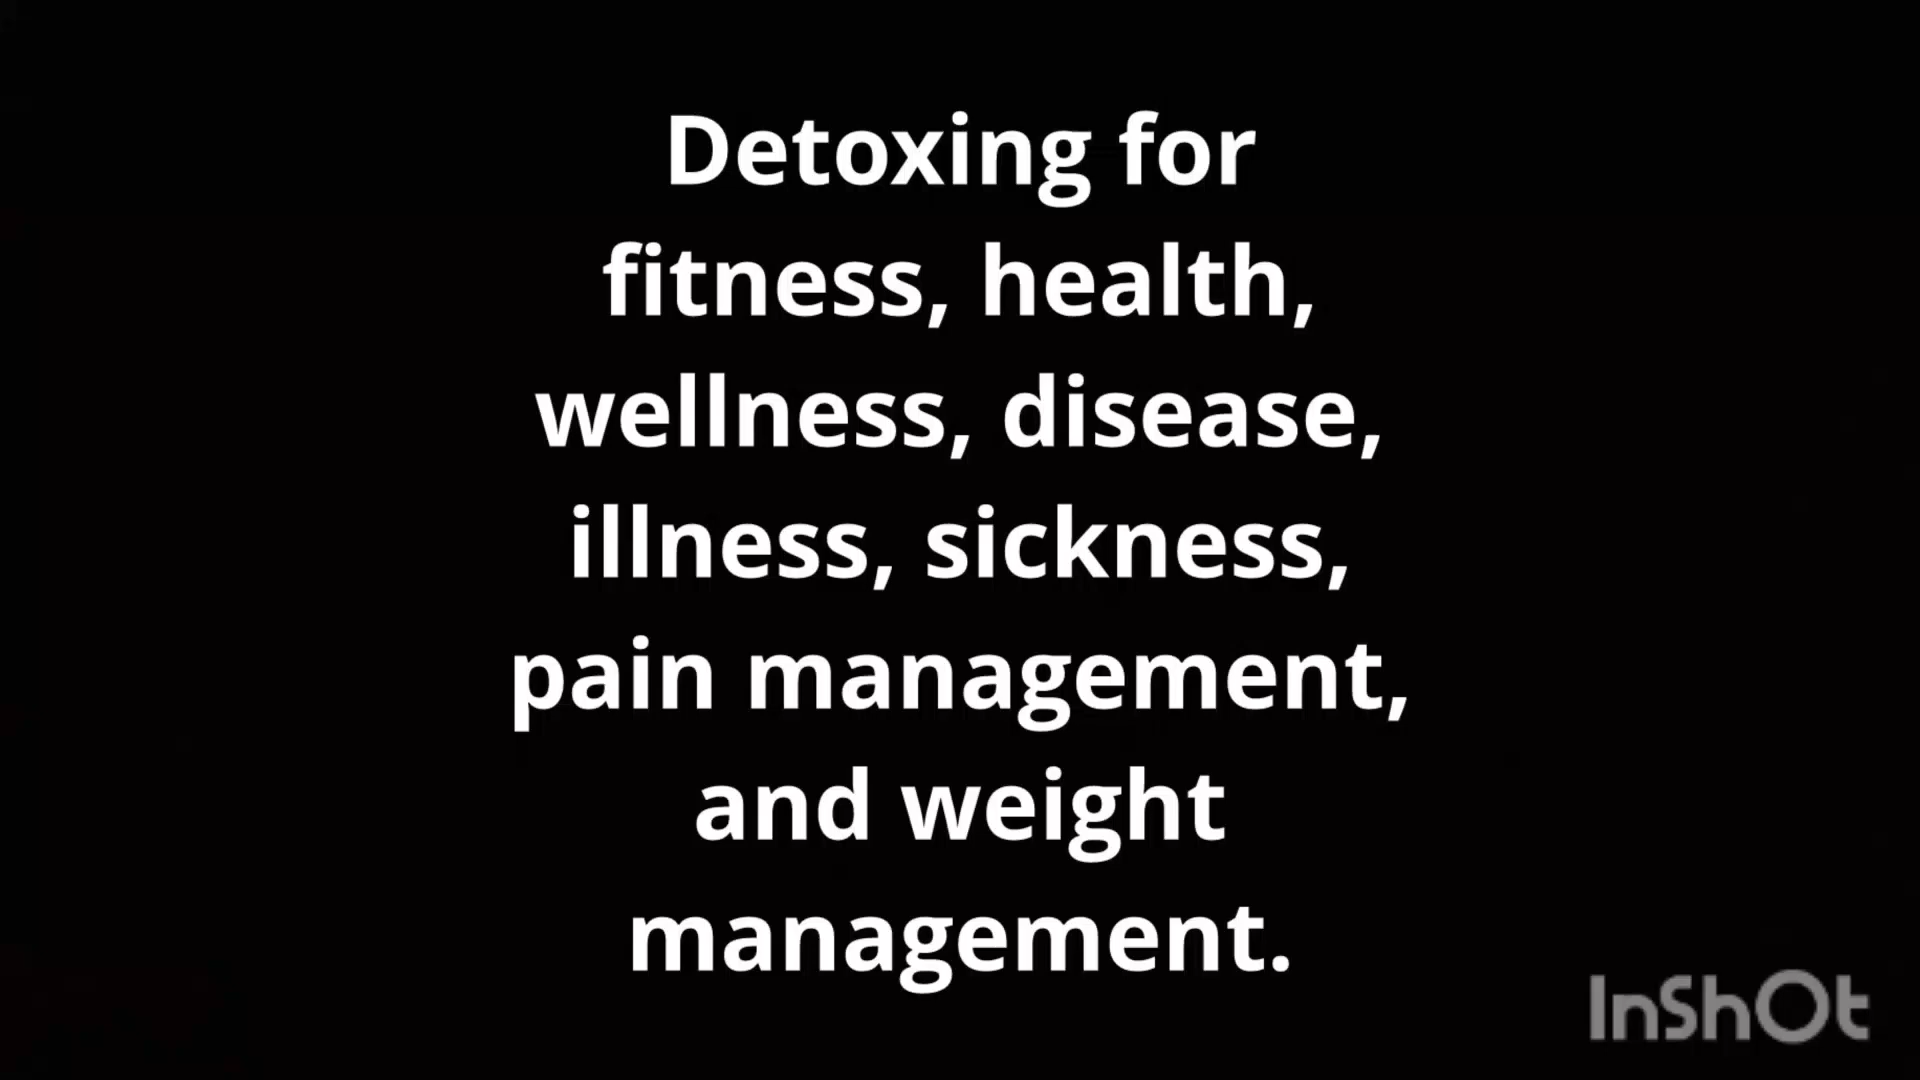 Detoxing for
fitness, health,
wellness, disease,
illness, sickness,
pain management,
and weight
management.
InShOt